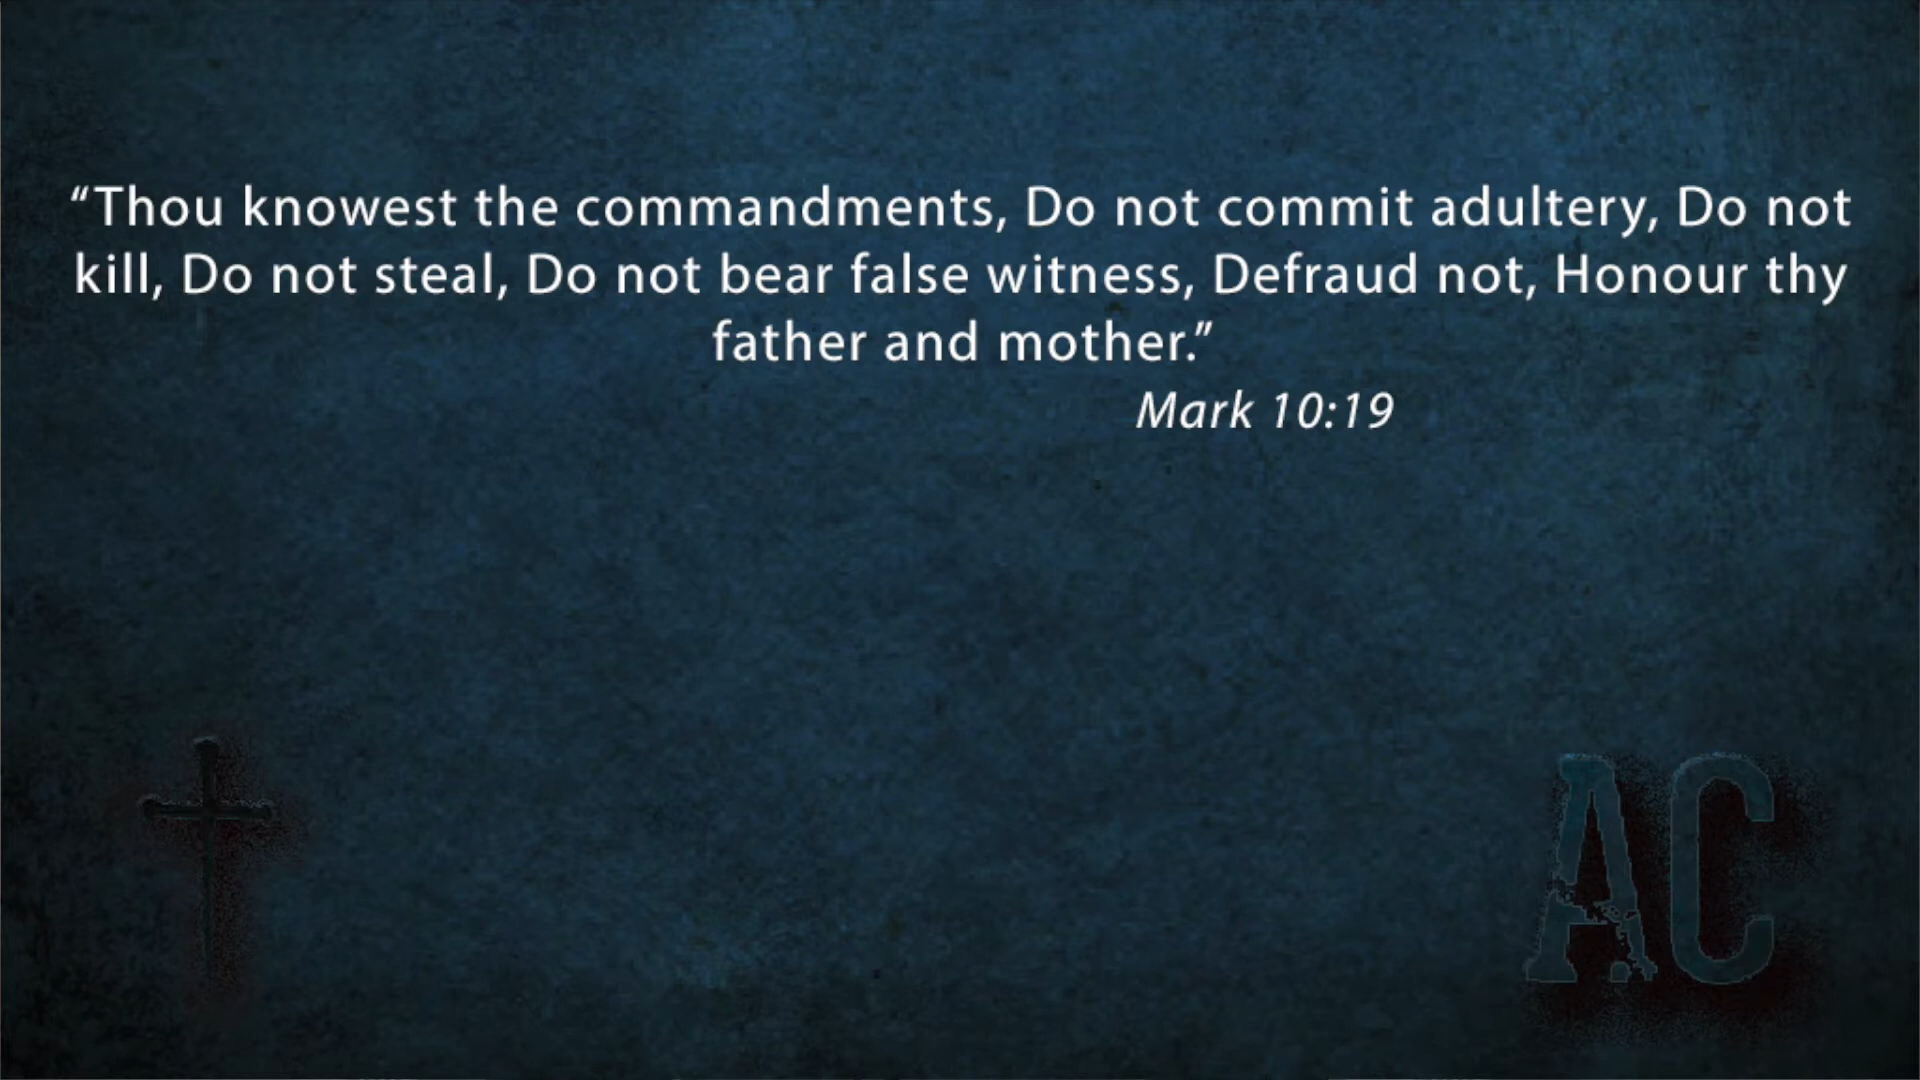 “Thou knowest the commandments, Do not commit adultery, Do not
kill, Do not steal, Do not bear false witness, Defraud not, Honour thy
father and mother.”
Mark 10:19
AC